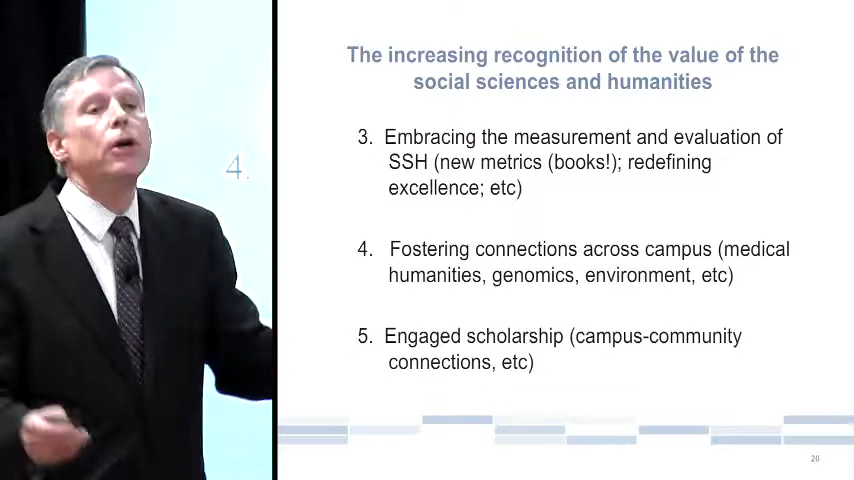 4.
The increasing recognition of the value of the
social sciences and humanities
3. Embracing the measurement and evaluation of
SSH (new metrics (books!); redefining
excellence; etc)
4. Fostering connections across campus (medical
humanities, genomics, environment, etc)
5. Engaged scholarship (campus-community
connections, etc)
20